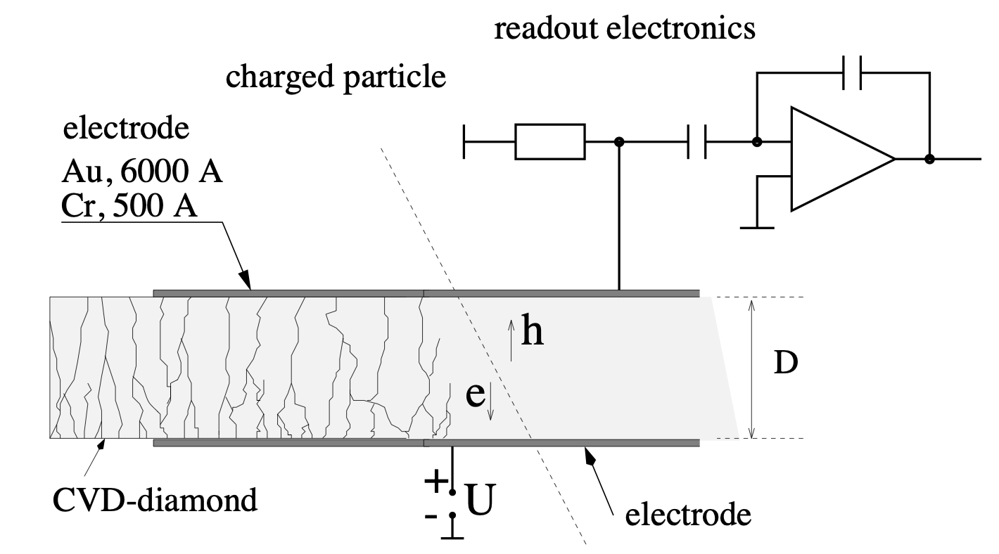 readout electronics
charged particle
electrode
Au, 6000 A
Cr, 500 A
h
e
D
+
-
U
CVD-diamond
electrode